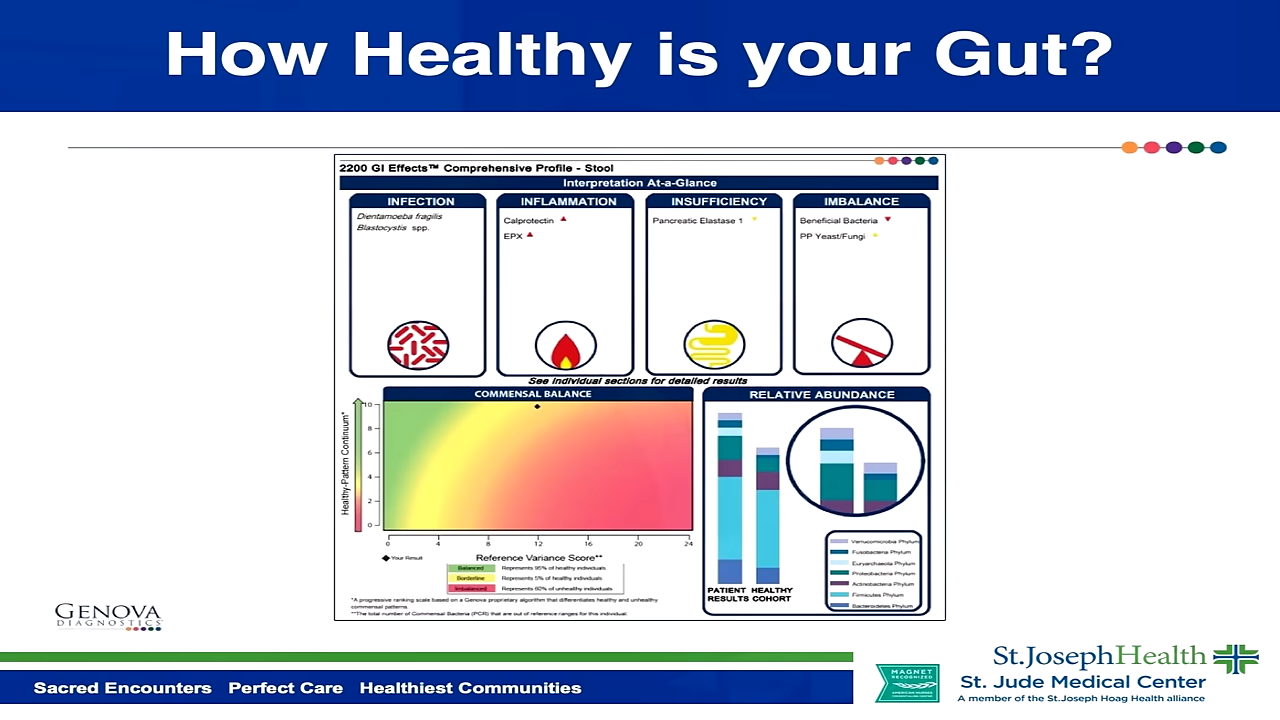 How Healthy is your Gut?
2200 GI Effects™ Comprehensive Profile - Stool
Interpretation At-a-Glance
INFECTION
Dientamoeba fragilis
Blastocystis spp.
INFLAMMATION
Calprotectin
EPX
INSUFFICIENCY
Pancreatic Elastase 1
IMBALANCE
Beneficial Bacteria
PP Yeast/Fungi
See individual sections for detailed results
COMMENSAL BALANCE
Healthy-Pattern Continuum*
10
8
6
4
2
0
0 4 8 12 16 20 24
Your Result
Reference Variance Score**
Balanced Represents 95% of healthy individuals
Borderline Represents 5% of healthy individuals
Imbalanced Represents 60% of unhealthy individuals
*A progressive ranking scale based on a Genova proprietary algorithm that differentiates healthy and unhealthy
commensal patterns.
**The total number of Commensal Bacteria (PCR) that are out of reference ranges for this individual.
RELATIVE ABUNDANCE
PATIENT HEALTHY
RESULTS COHORT
Verrucomicrobia Phylum
Fusobacteria Phylum
Euryarchaeota Phylum
Proteobacteria Phylum
Actinobacteria Phylum
Firmicutes Phylum
Bacteroidetes Phylum
GENOVA
DIAGNOSTICS
Sacred Encounters Perfect Care Healthiest Communities
MAGNET
RECOGNIZED
AMERICAN NURSES
CREDENTIALING CENTER
St.JosephHealth
St. Jude Medical Center
A member of the St.Joseph Hoag Health alliance